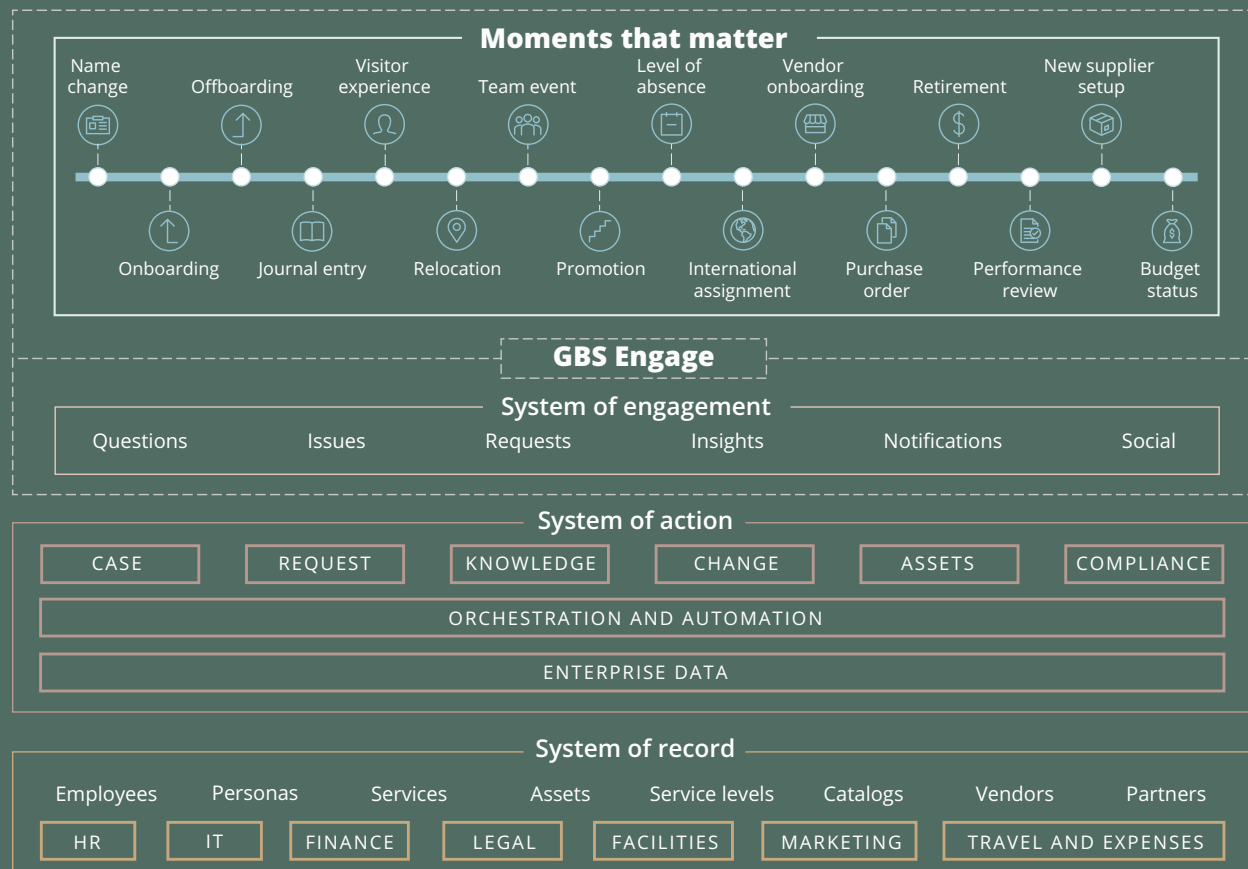 Moments that matter
Name
change
Offboarding
Visitor
experience
Team event
Level of
absence
Vendor
onboarding
Retirement
New supplier
setup
$
Onboarding
Journal entry
Relocation
Promotion
International
assignment
Purchase
order
Performance
review
$
Budget
status
GBS Engage
System of engagement
Questions
Issues
Requests
Insights
Notifications
Social
System of action
CASE
REQUEST
KNOWLEDGE
CHANGE
ASSETS
COMPLIANCE
ORCHESTRATION AND AUTOMATION
ENTERPRISE DATA
System of record
Employees
Personas
Services
Assets
Service levels
Catalogs
Vendors
Partners
HR
IT
FINANCE
LEGAL
FACILITIES
MARKETING
TRAVEL AND EXPENSES